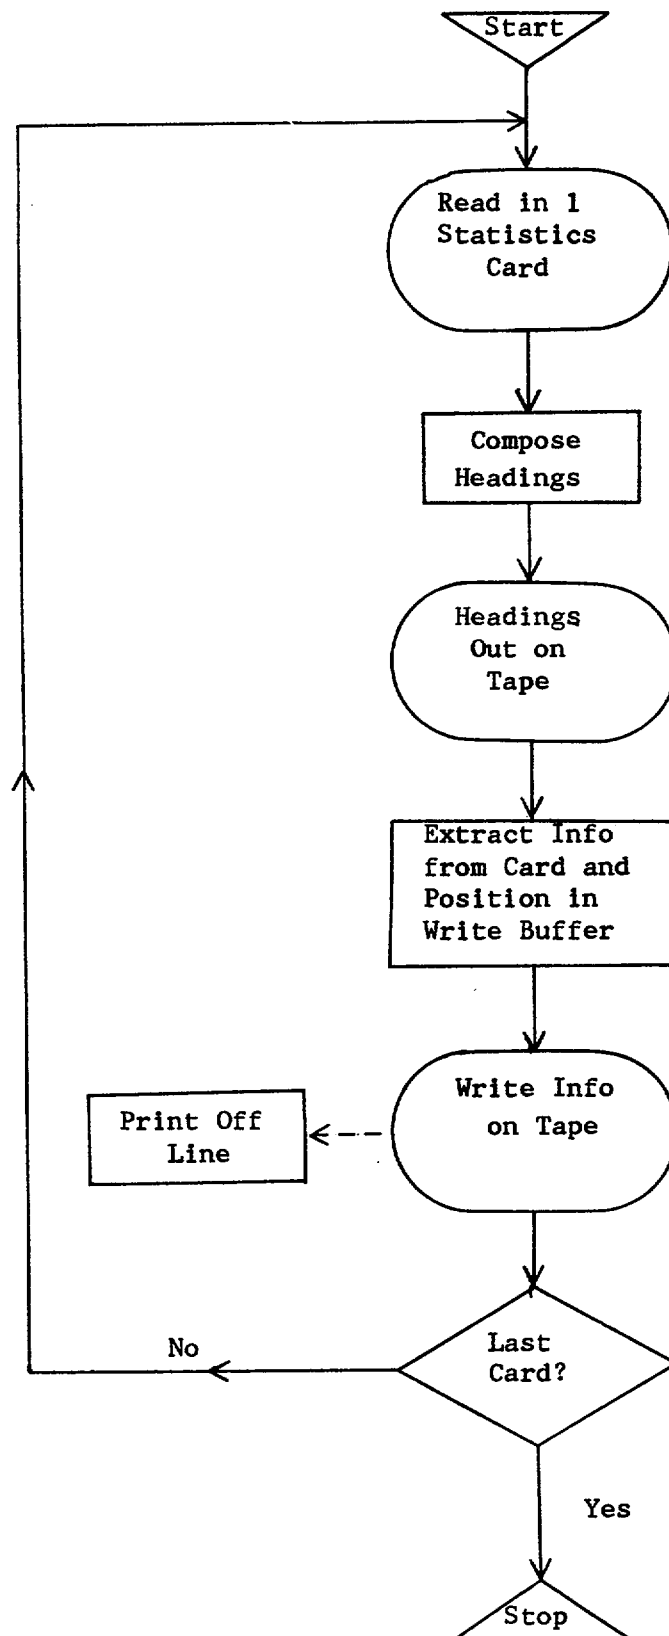 Start
Read in 1
Statistics
Card
Compose
Headings
Headings
Out on
Tape
Extract Info
from Card and
Position in
Write Buffer
Write Info
on Tape
Print Off
Line
Last
Card?
No
Yes
Stop